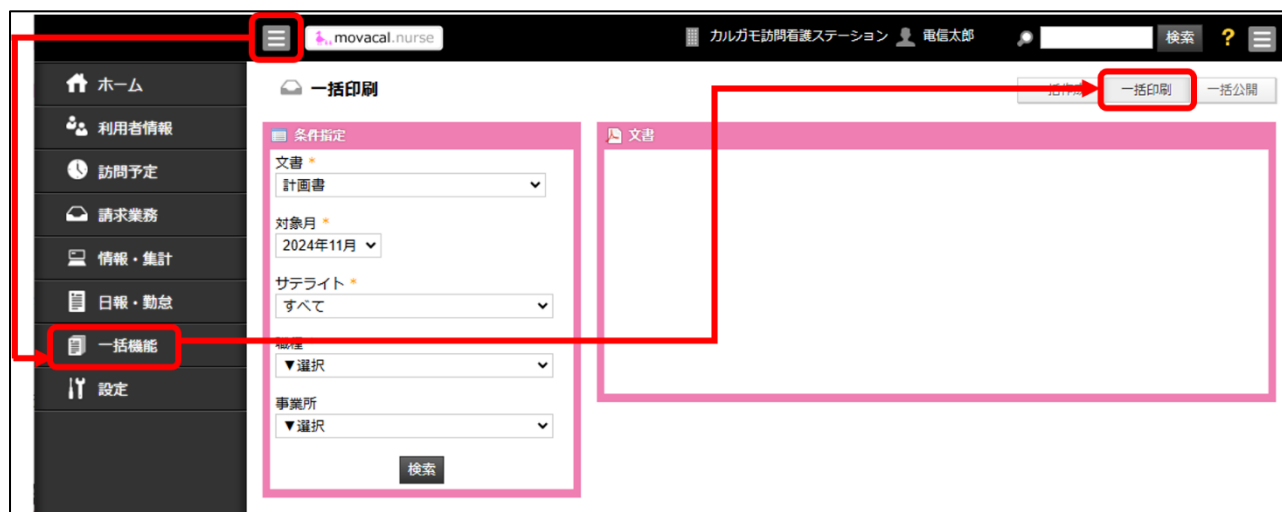 movacal.nurse
カルガモ訪問看護ステーション 電信太郎
検索
?
ホーム
利用者情報
訪問予定
請求業務
情報・集計
日報・勤怠
一括機能
設定
一括印刷
一括印刷
一括公開
条件指定
文書 *
計画書
対象月 *
2024年11月
サテライト *
すべて
職種
▼選択
事業所
▼選択
検索
文書